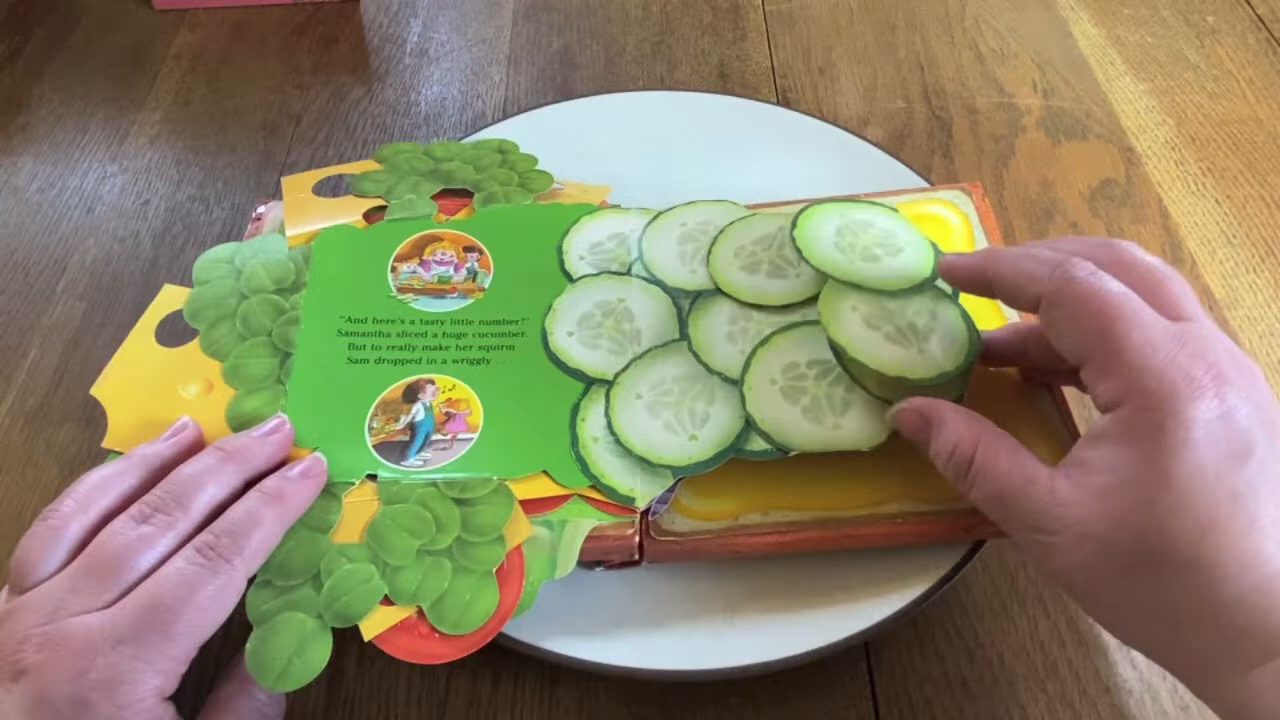 "And here's a tasty little number!"
Samantha sliced a huge cucumber.
But to really make her squirm
Sam dropped in a wriggly . . .